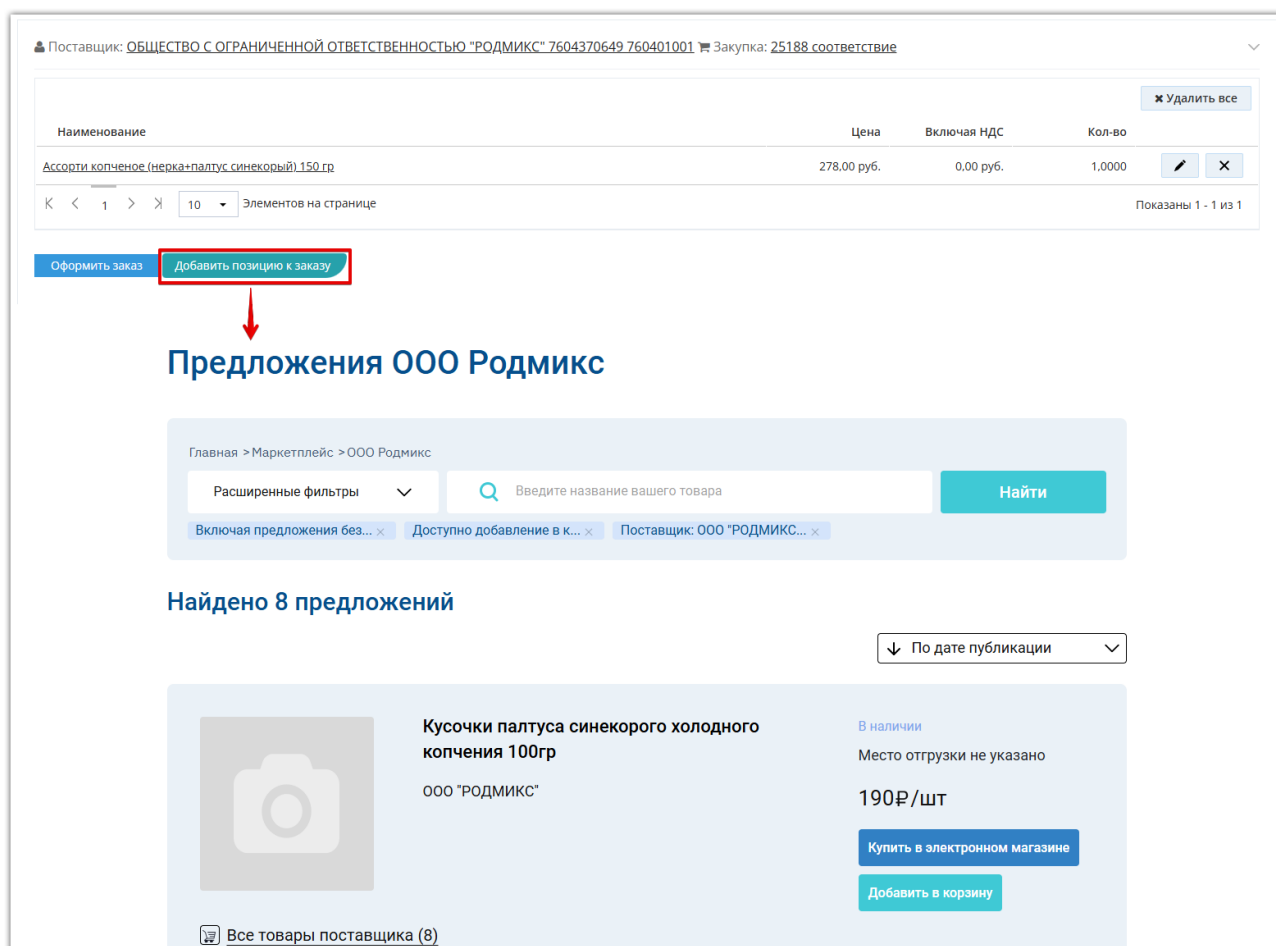 Поставщик: ОБЩЕСТВО С ОГРАНИЧЕННОЙ ОТВЕТСТВЕННОСТЬЮ "РОДМИКС" 7604370649 760401001 Закупка: 25188 соответствие
Удалить все
Наименование Цена Включая НДС Кол-во
Ассорти копченое (нерка+палтус синекорый) 150 гр 278,00 руб. 0,00 руб. 1,0000
1 10 Элементов на странице Показаны 1 - 1 из 1
Оформить заказ Добавить позицию к заказу
Предложения ООО Родмикс
Главная >Маркетплейс >ООО Родмикс
Расширенные фильтры Введите название вашего товара Найти
Включая предложения без... × Доступно добавление в к... × Поставщик: ООО "РОДМИКС... ×
Найдено 8 предложений
По дате публикации
Кусочки палтуса синекорого холодного
копчения 100гр
ООО "РОДМИКС"
В наличии
Место отгрузки не указано
190₽/шт
Купить в электронном магазине
Добавить в корзину
Все товары поставщика (8)